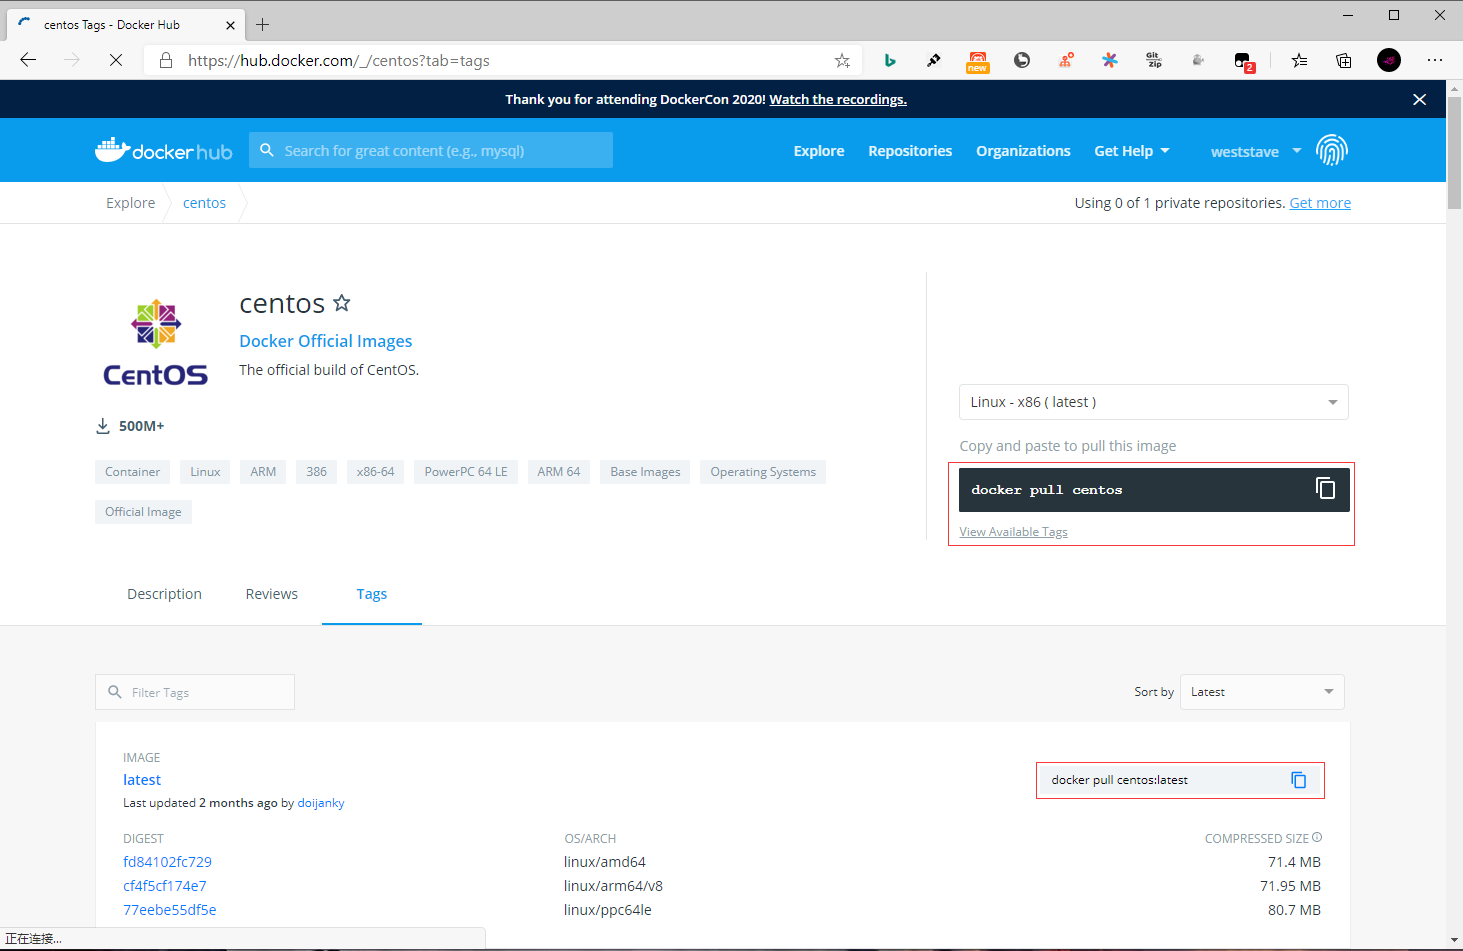 centos Tags - Docker Hub
https://hub.docker.com/_/centos?tab=tags
new
Git
Zip
2
Thank you for attending DockerCon 2020! Watch the recordings.
docker hub
Search for great content (e.g., mysql)
Explore
Repositories
Organizations
Get Help
weststave
Explore
centos
Using 0 of 1 private repositories. Get more
CentOS
centos
Docker Official Images
The official build of CentOS.
500M+
Linux - x86 ( latest )
Copy and paste to pull this image
docker pull centos
View Available Tags
Container
Linux
ARM
386
x86-64
PowerPC 64 LE
ARM 64
Base Images
Operating Systems
Official Image
Description
Reviews
Tags
Filter Tags
Sort by
Latest
IMAGE
latest
Last updated 2 months ago by doijanky
docker pull centos:latest
DIGEST
OS/ARCH
COMPRESSED SIZE
fd84102fc729
linux/amd64
71.4 MB
cf4f5cf174e7
linux/arm64/v8
71.95 MB
77eebe55df5e
linux/ppc64le
80.7 MB
正在连接...